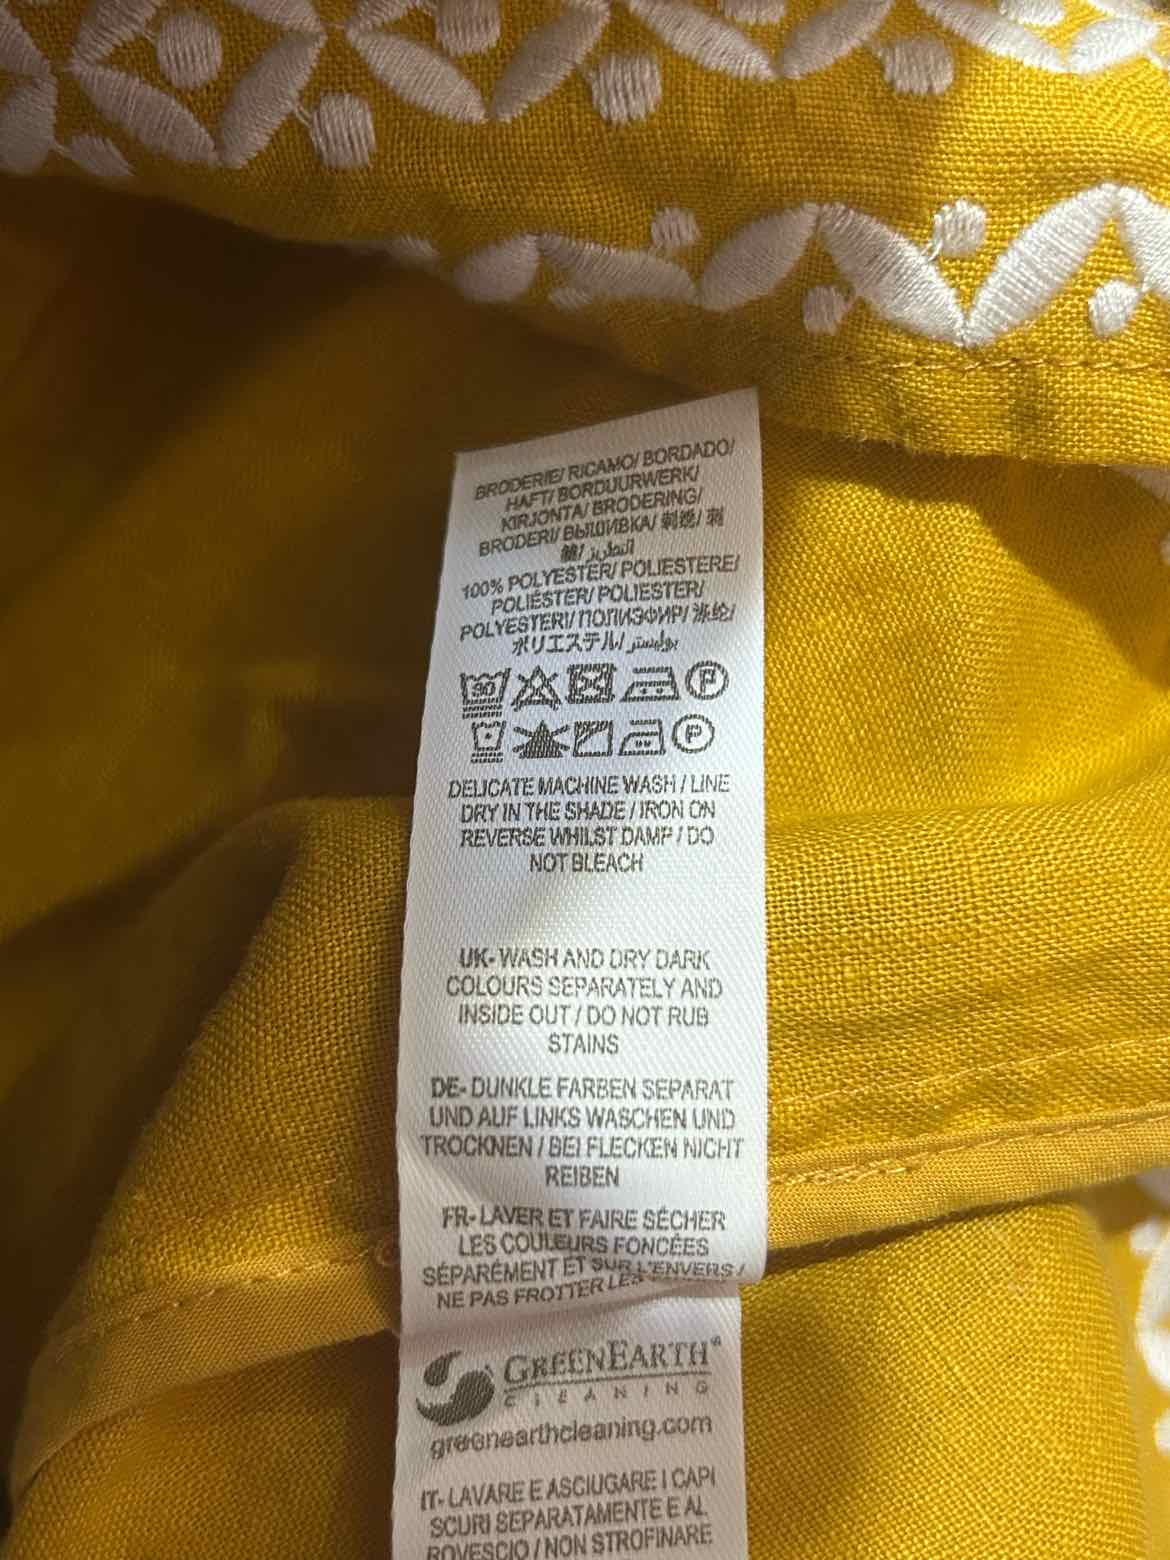 BRODERIE/ RICAMO/ BORDADO/
HAFT/ BORDUURWERK/
KIRJONTA/ BRODERING/
BRODERI/ ВЫШИВКА/ 刺绣/ 刺
繍/ التطريز
100% POLYESTER/ POLIESTERE/
POLIÉSTER/ POLIESTER/
POLYESTERI/ ПОЛИЭФИР/ 涤纶/
ポリエステル/ بوليستر
30
P
P
DELICATE MACHINE WASH / LINE
DRY IN THE SHADE / IRON ON
REVERSE WHILST DAMP / DO
NOT BLEACH
UK- WASH AND DRY DARK
COLOURS SEPARATELY AND
INSIDE OUT / DO NOT RUB
STAINS
DE- DUNKLE FARBEN SEPARAT
UND AUF LINKS WASCHEN UND
TROCKNEN / BEI FLECKEN NICHT
REIBEN
FR- LAVER ET FAIRE SÉCHER
LES COULEURS FONCÉES
SÉPARÉMENT ET SUR L'ENVERS /
NE PAS FROTTER LES
GREENEARTH®
CLEANING
greenearthcleaning.com
IT- LAVARE E ASCIUGARE I CAPI
SCURI SEPARATAMENTE E AL
ROVESCIO / NON STROFINARE